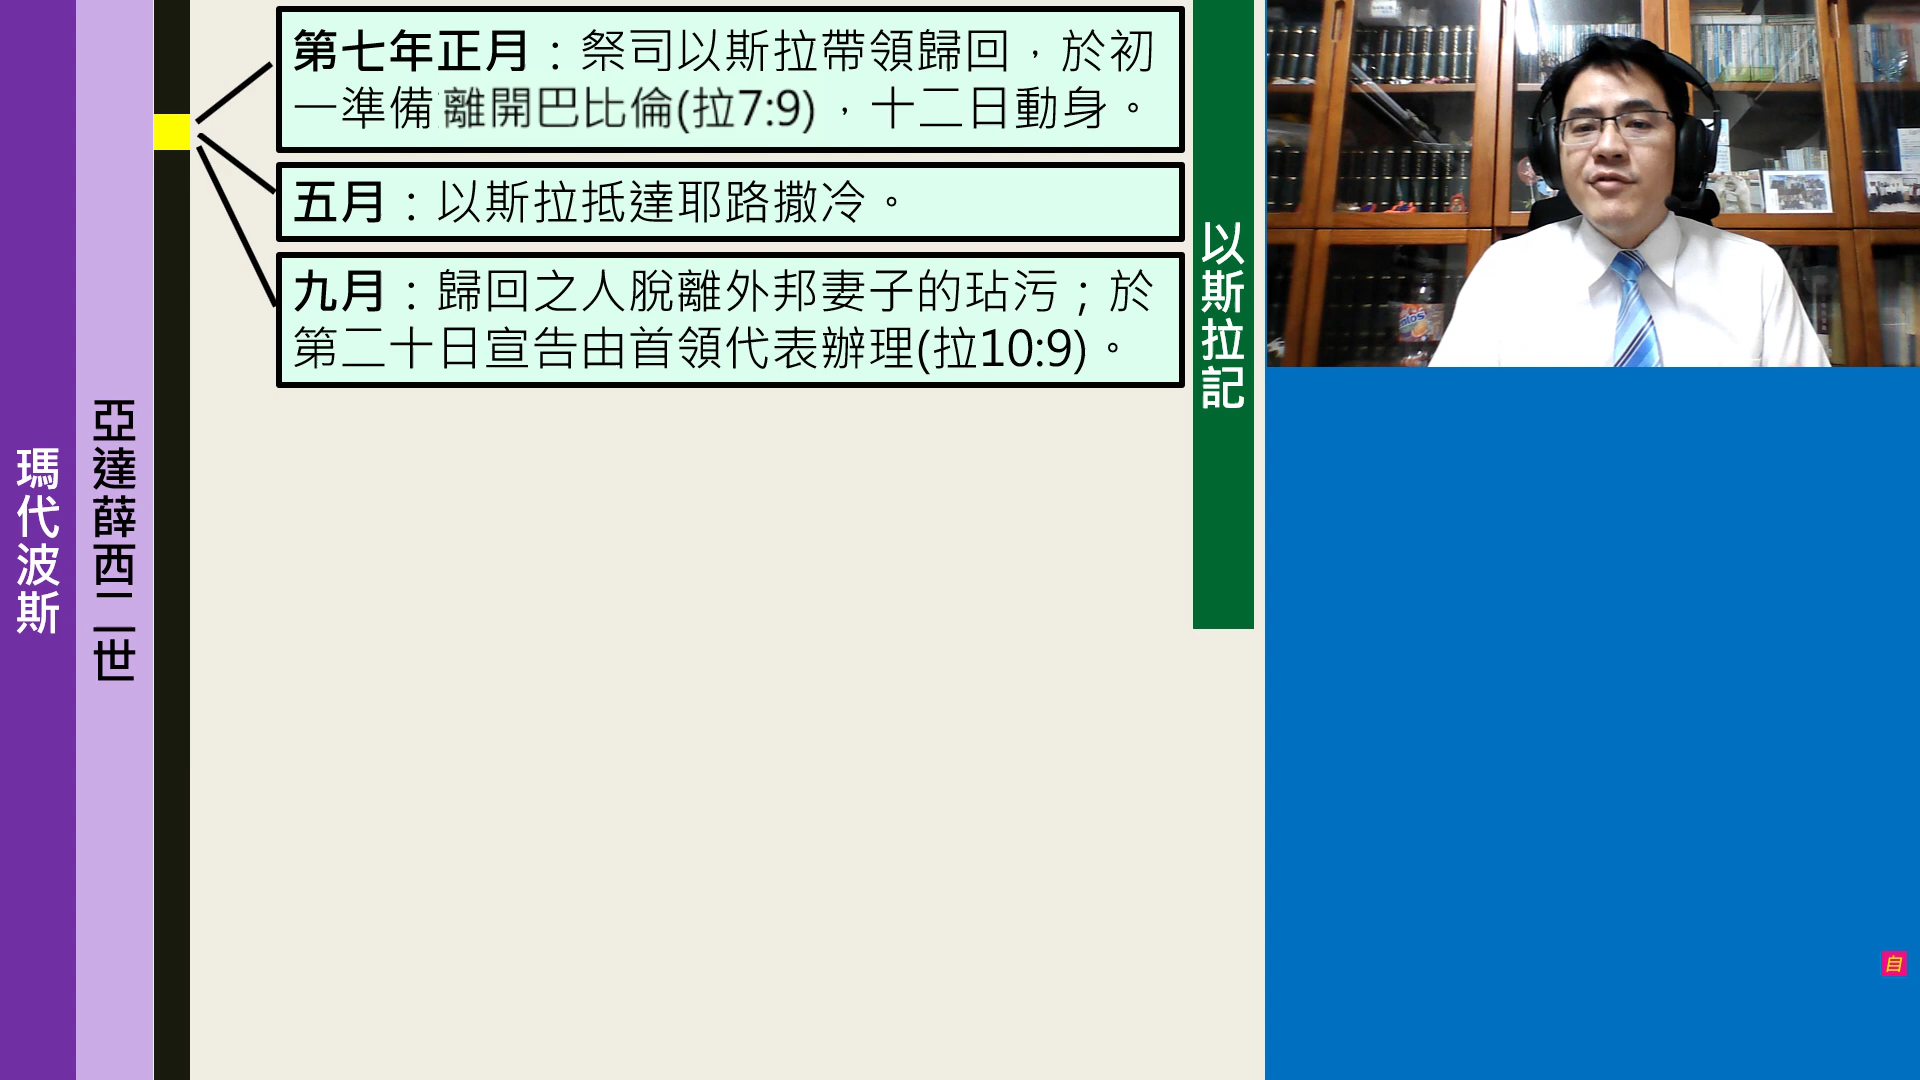 瑪代波斯
亞達薛西二世
第七年正月：祭司以斯拉帶領歸回，於初
一準備離開巴比倫(拉7:9)，十二日動身。
五月：以斯拉抵達耶路撒冷。
九月：歸回之人脫離外邦妻子的玷污；於
第二十日宣告由首領代表辦理(拉10:9)。
以斯拉記
自